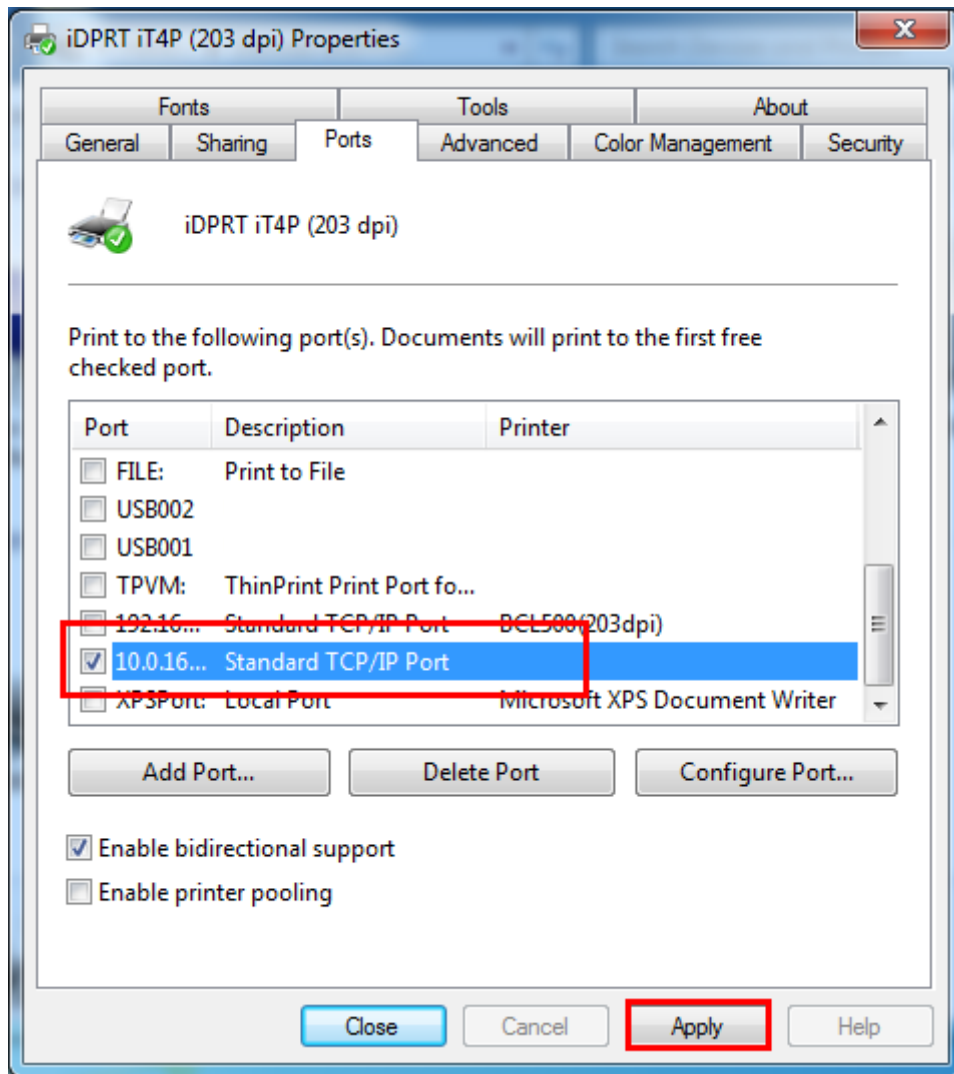 iDPRT iT4P (203 dpi) Properties
Fonts Tools About
General Sharing Ports Advanced Color Management Security
iDPRT iT4P (203 dpi)
Print to the following port(s). Documents will print to the first free
checked port.
Port Description Printer
FILE: Print to File
USB002
USB001
TPVM: ThinPrint Print Port fo...
192.16... Standard TCP/IP Port BCL500(203dpi)
10.0.16... Standard TCP/IP Port
XPSPort: Local Port Microsoft XPS Document Writer
Add Port... Delete Port Configure Port...
Enable bidirectional support
Enable printer pooling
Close Cancel Apply Help